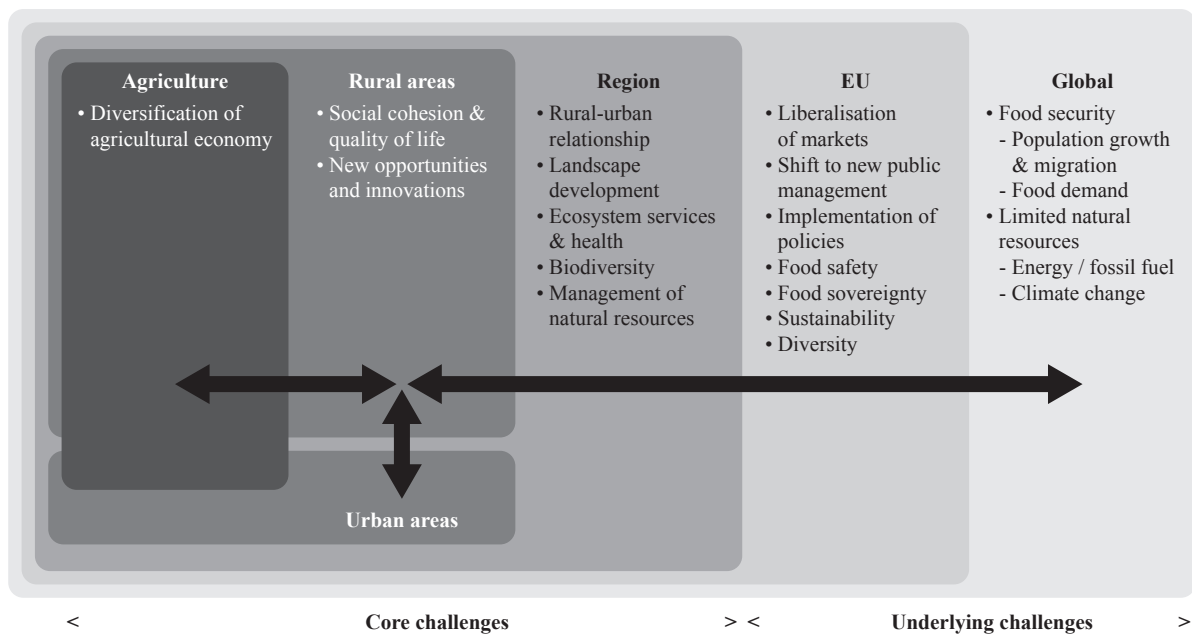 Agriculture
• Diversification of
agricultural economy
Rural areas
• Social cohesion &
quality of life
• New opportunities
and innovations
Region
• Rural-urban
relationship
• Landscape
development
• Ecosystem services
& health
• Biodiversity
• Management of
natural resources
EU
• Liberalisation
of markets
• Shift to new public
management
• Implementation of
policies
• Food safety
• Food sovereignty
• Sustainability
• Diversity
Global
• Food security
- Population growth
& migration
- Food demand
• Limited natural
resources
- Energy / fossil fuel
- Climate change
Urban areas
< Core challenges > < Underlying challenges >